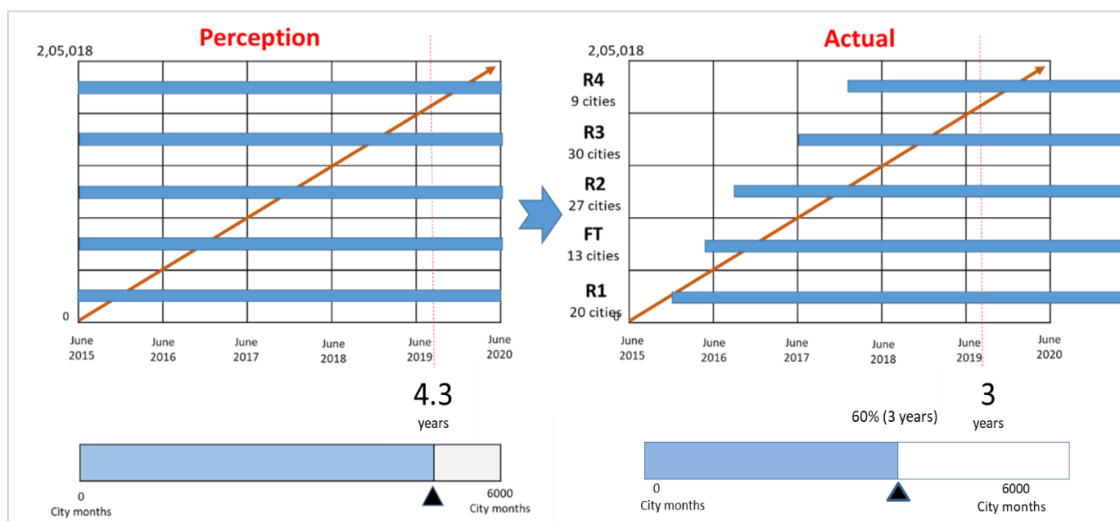 Perception
2,05,018
0
June
2015
June
2016
June
2017
June
2018
June
2019
June
2020
4.3
years
0
City months
6000
City months
Actual
2,05,018
R4
9 cities
R3
30 cities
R2
27 cities
FT
13 cities
R1
20 cities
0
June
2015
June
2016
June
2017
June
2018
June
2019
June
2020
3
60% (3 years)
years
0
City months
6000
City months